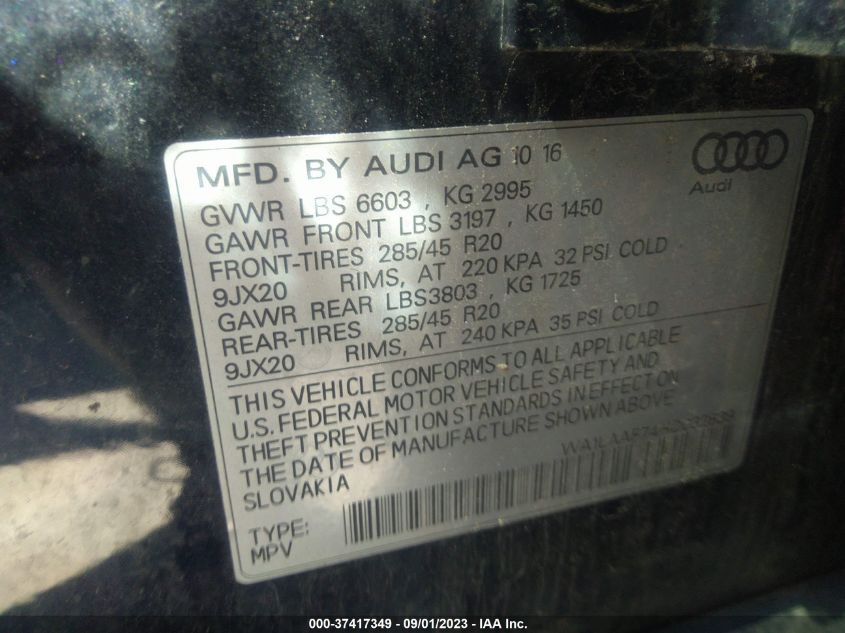 MFD. BY AUDI AG 10 16
Audi
GVWR LBS 6603 , KG 2995
GAWR FRONT LBS 3197 , KG 1450
FRONT-TIRES 285/45 R20
9JX20 RIMS, AT 220 KPA 32 PSI COLD
GAWR REAR LBS3803 , KG 1725
REAR-TIRES 285/45 R20
9JX20 RIMS, AT 240 KPA 35 PSI COLD
THIS VEHICLE CONFORMS TO ALL APPLICABLE
U.S. FEDERAL MOTOR VEHICLE SAFETY AND
THEFT PREVENTION STANDARDS IN EFFECT ON
THE DATE OF MANUFACTURE SHOWN ABOVE
SLOVAKIA
TYPE:
MPV
000-37417349 - 09/01/2023 - IAA Inc.